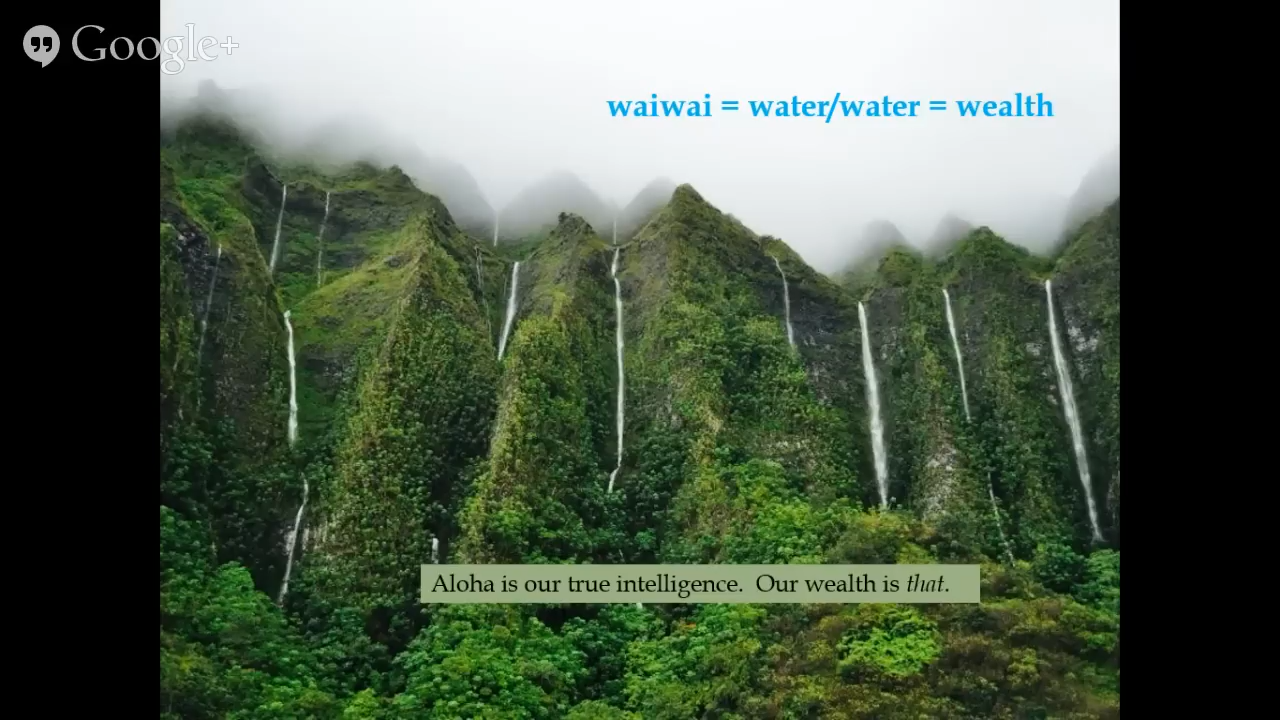 Google+
waiwai = water/water = wealth
Aloha is our true intelligence. Our wealth is that.